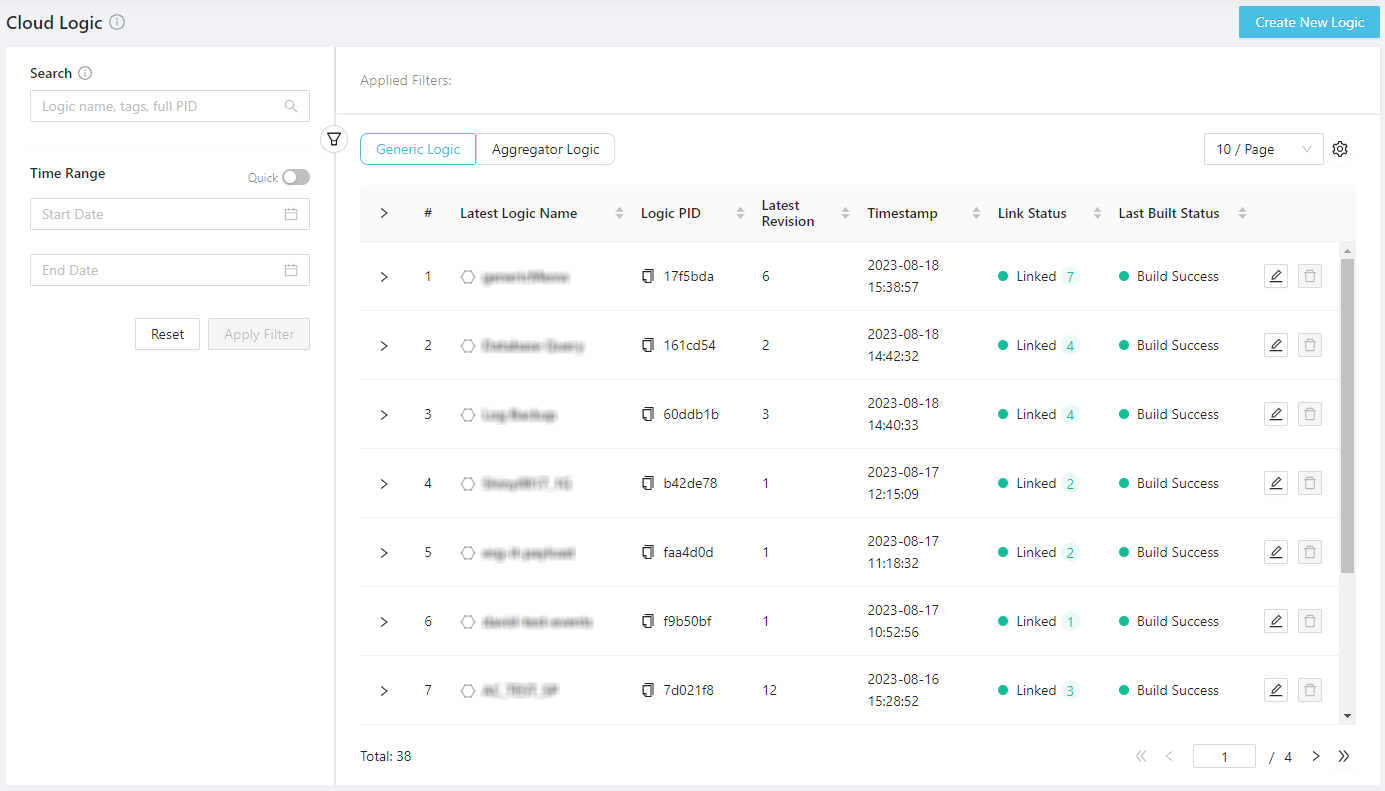 Cloud Logic
Create New Logic
Search
Logic name, tags, full PID
Time Range
Quick
Start Date
End Date
Reset
Apply Filter
Applied Filters:
Generic Logic
Aggregator Logic
10 / Page
# Latest Logic Name Logic PID Latest Revision Timestamp Link Status Last Built Status
1 17f5bda 6 2023-08-18 15:38:57 Linked 7 Build Success
2 161cd54 2 2023-08-18 14:42:32 Linked 4 Build Success
3 60ddb1b 3 2023-08-18 14:40:33 Linked 4 Build Success
4 b42de78 1 2023-08-17 12:15:09 Linked 2 Build Success
5 faa4d0d 1 2023-08-17 11:18:32 Linked 2 Build Success
6 f9b50bf 1 2023-08-17 10:52:56 Linked 1 Build Success
7 7d021f8 12 2023-08-16 15:28:52 Linked 3 Build Success
Total: 38
1 / 4